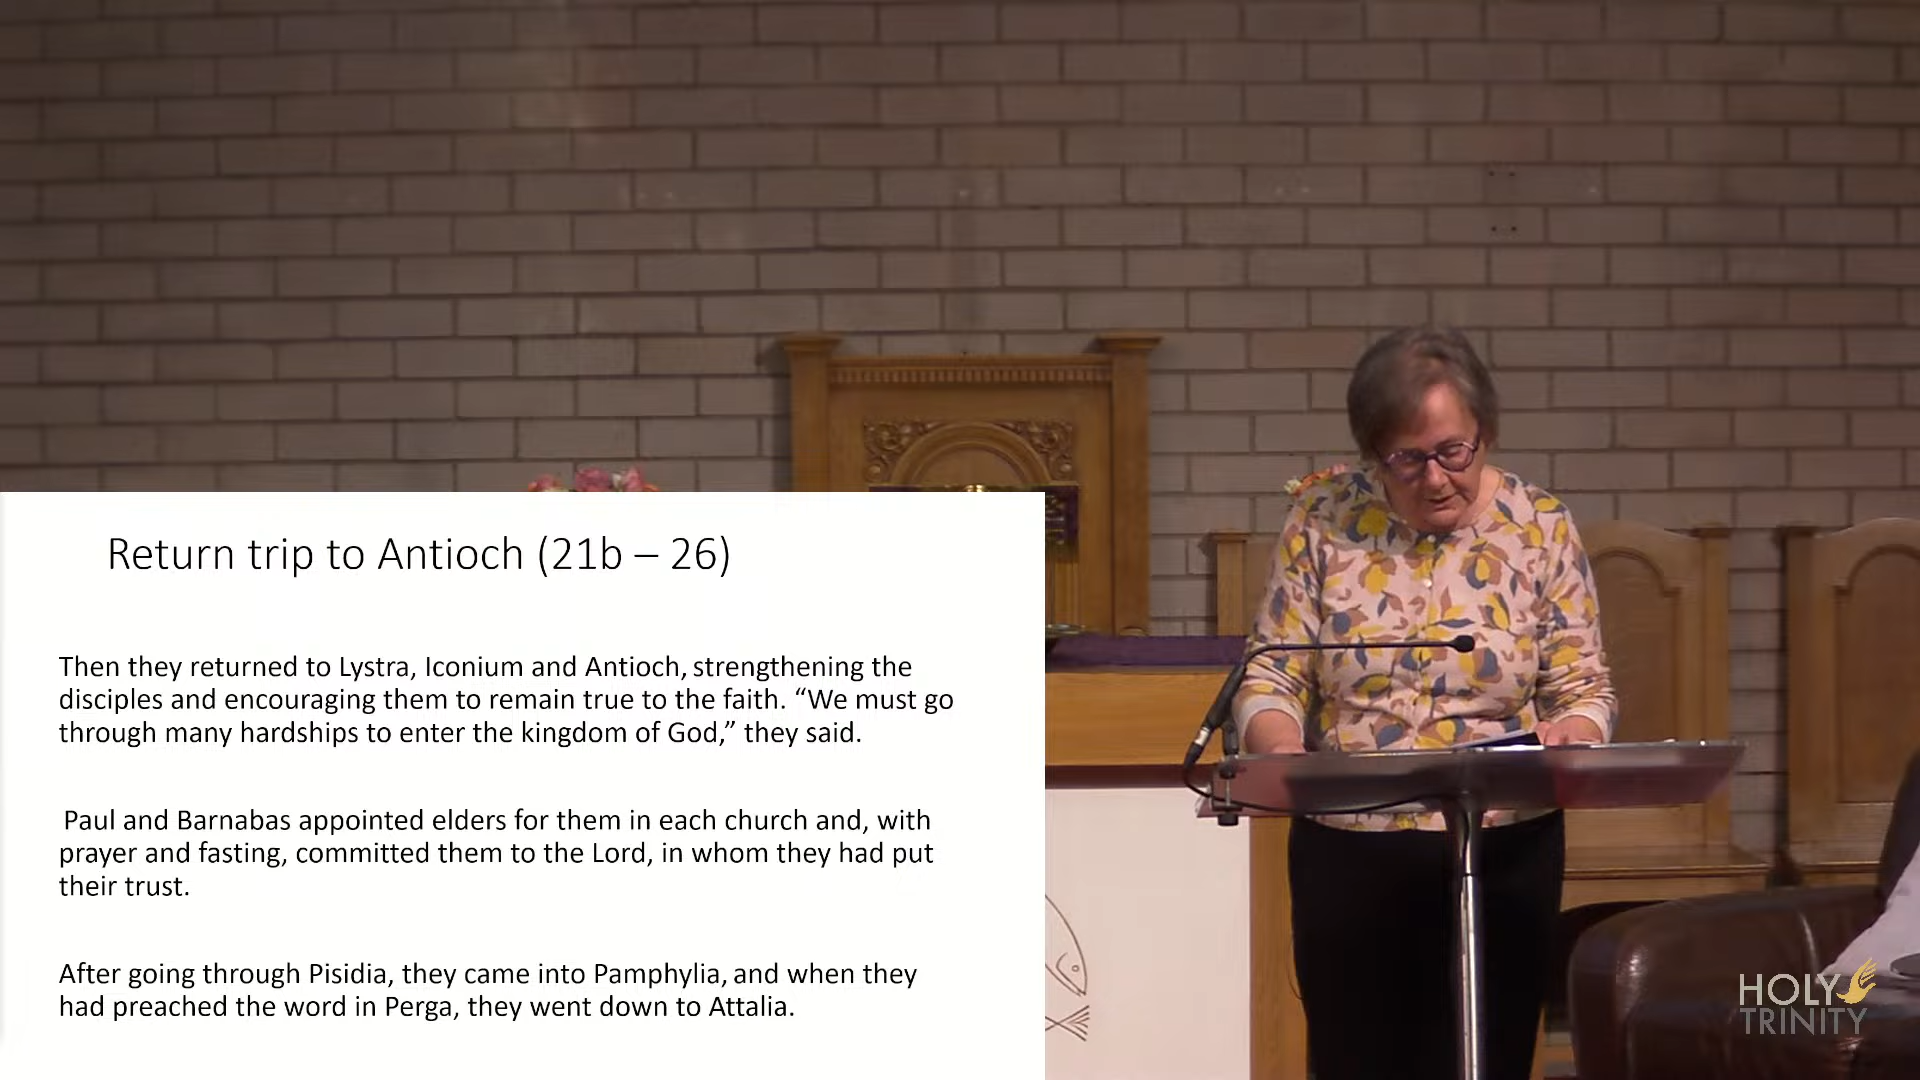 Return trip to Antioch (21b – 26)
Then they returned to Lystra, Iconium and Antioch, strengthening the
disciples and encouraging them to remain true to the faith. “We must go
through many hardships to enter the kingdom of God,” they said.
Paul and Barnabas appointed elders for them in each church and, with
prayer and fasting, committed them to the Lord, in whom they had put
their trust.
After going through Pisidia, they came into Pamphylia, and when they
had preached the word in Perga, they went down to Attalia.
HOLY
TRINITY